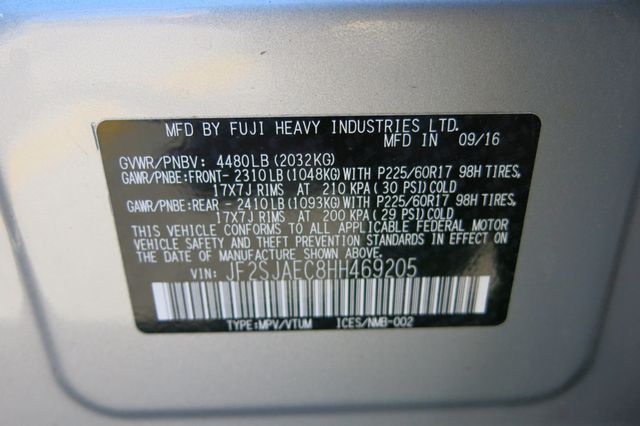 MFD BY FUJI HEAVY INDUSTRIES LTD.
MFD IN 09/16
GVWR/PNBV: 4480LB (2032KG)
GAWR/PNBE:FRONT- 2310LB (1048KG) WITH P225/60R17 98H TIRES,
17X7J RIMS AT 210 KPA ( 30 PSI) COLD
GAWR/PNBE:REAR - 2410LB (1093KG) WITH P225/60R17 98H TIRES,
17X7J RIMS AT 200 KPA ( 29 PSI) COLD
THIS VEHICLE CONFORMS TO ALL APPLICABLE FEDERAL MOTOR
VEHICLE SAFETY AND THEFT PREVENTION STANDARDS IN EFFECT ON
THE DATE OF MANUFACTURE SHOWN ABOVE.
VIN: JF2SJAEC8HH469205
TYPE:MPV/VTUM ICES/NMB-002